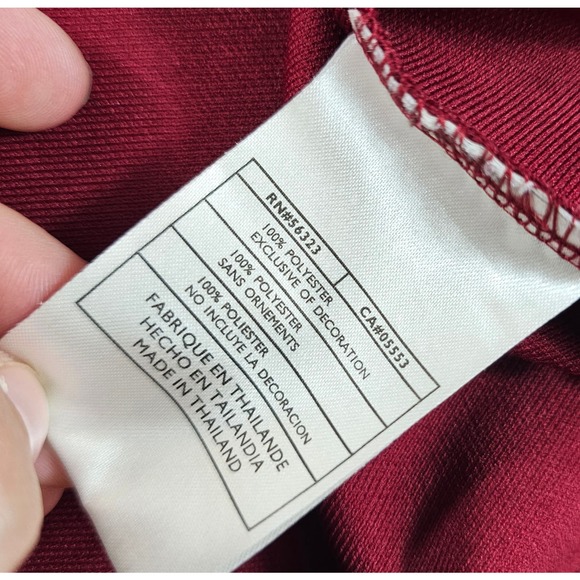 RN#56323 CA#05553
100% POLYESTER
EXCLUSIVE OF DECORATION
100% POLYESTER
SANS ORNEMENTS
100% POLIESTER
NO INCLUYE LA DECORACION
FABRIQUE EN THAILANDE
HECHO EN TAILANDIA
MADE IN THAILAND